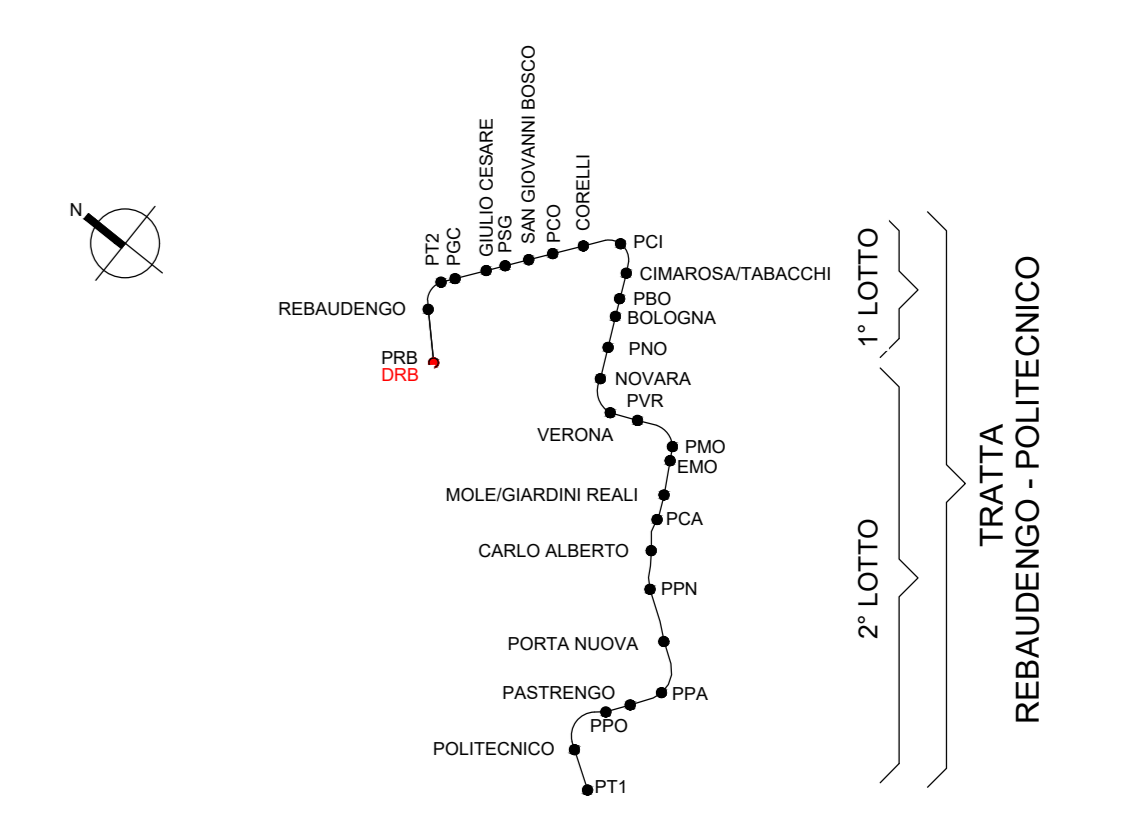 N
REBAUDENGO
PRB
DRB
PT2
PGC
GIULIO CESARE
PSG
SAN GIOVANNI BOSCO
PCO
CORELLI
PCI
CIMAROSA/TABACCHI
PBO
BOLOGNA
PNO
NOVARA
PVR
VERONA
PMO
EMO
MOLE/GIARDINI REALI
PCA
CARLO ALBERTO
PPN
PORTA NUOVA
PASTRENGO
PPA
PPO
POLITECNICO
PT1
1° LOTTO
2° LOTTO
TRATTA
REBAUDENGO - POLITECNICO